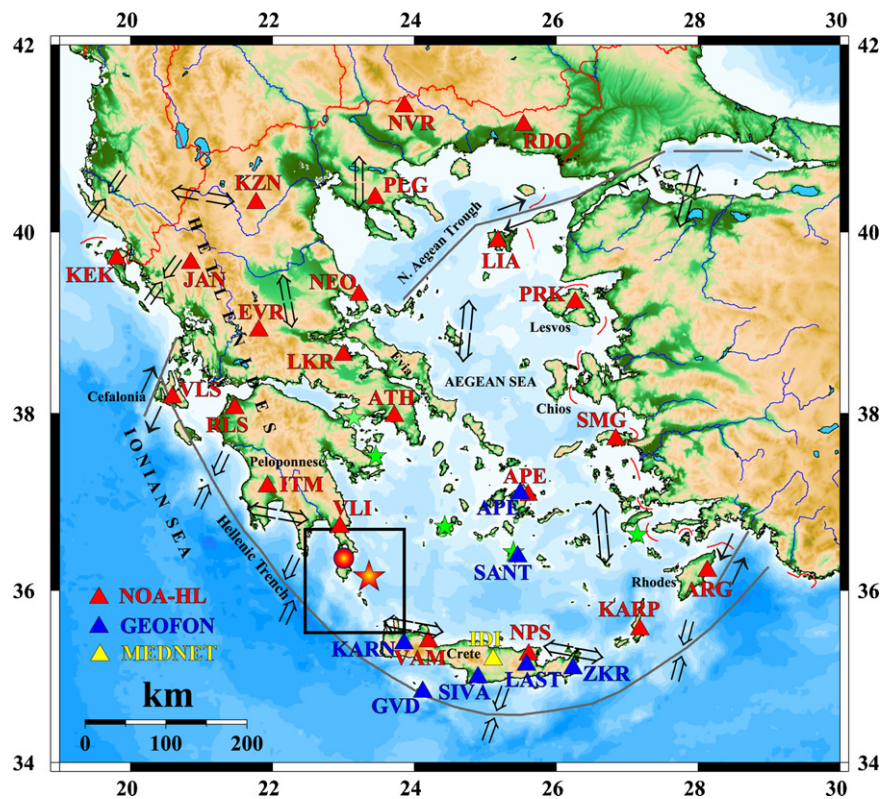 20 22 24 26 28 30
42 42
NVR
RDO
KZN
PLG
NAF
40 40
N. Aegean Trough
LIA
KEK
JAN
HELLENIDES
NEO
PRK
EVR
Lesvos
LKR
Evia
AEGEAN SEA
VLS
Cefalonia
ATH
Chios
38 38
RLS
SMG
IONIAN SEA
Peloponnese
ITM
APE
APE
VLI
Hellenic Trench
SANT
Rhodes
ARG
36 36
NOA-HL
GEOFON
MEDNET
KARP
KARN
VAM
IDI
Crete
NPS
GVD
SIVA
LAST
ZKR
km
0 100 200
34 34
20 22 24 26 28 30